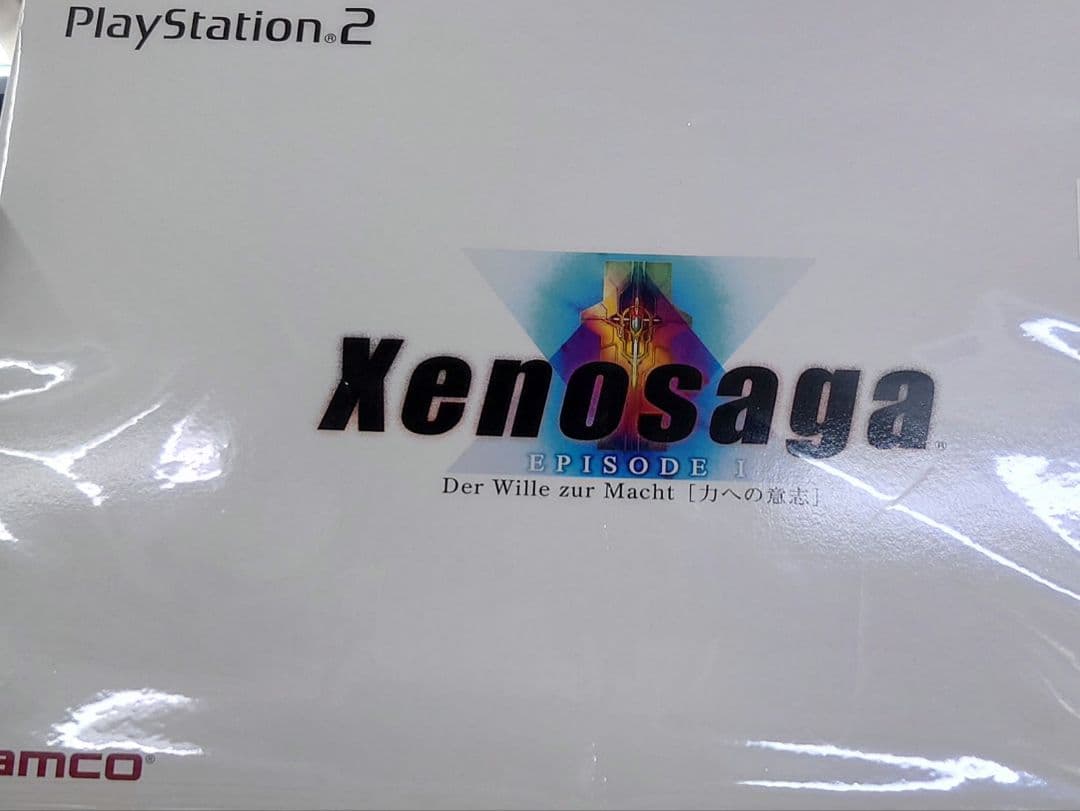 PlayStation®2
Xenosaga®
EPISODE I
Der Wille zur Macht [力への意志]
amco®